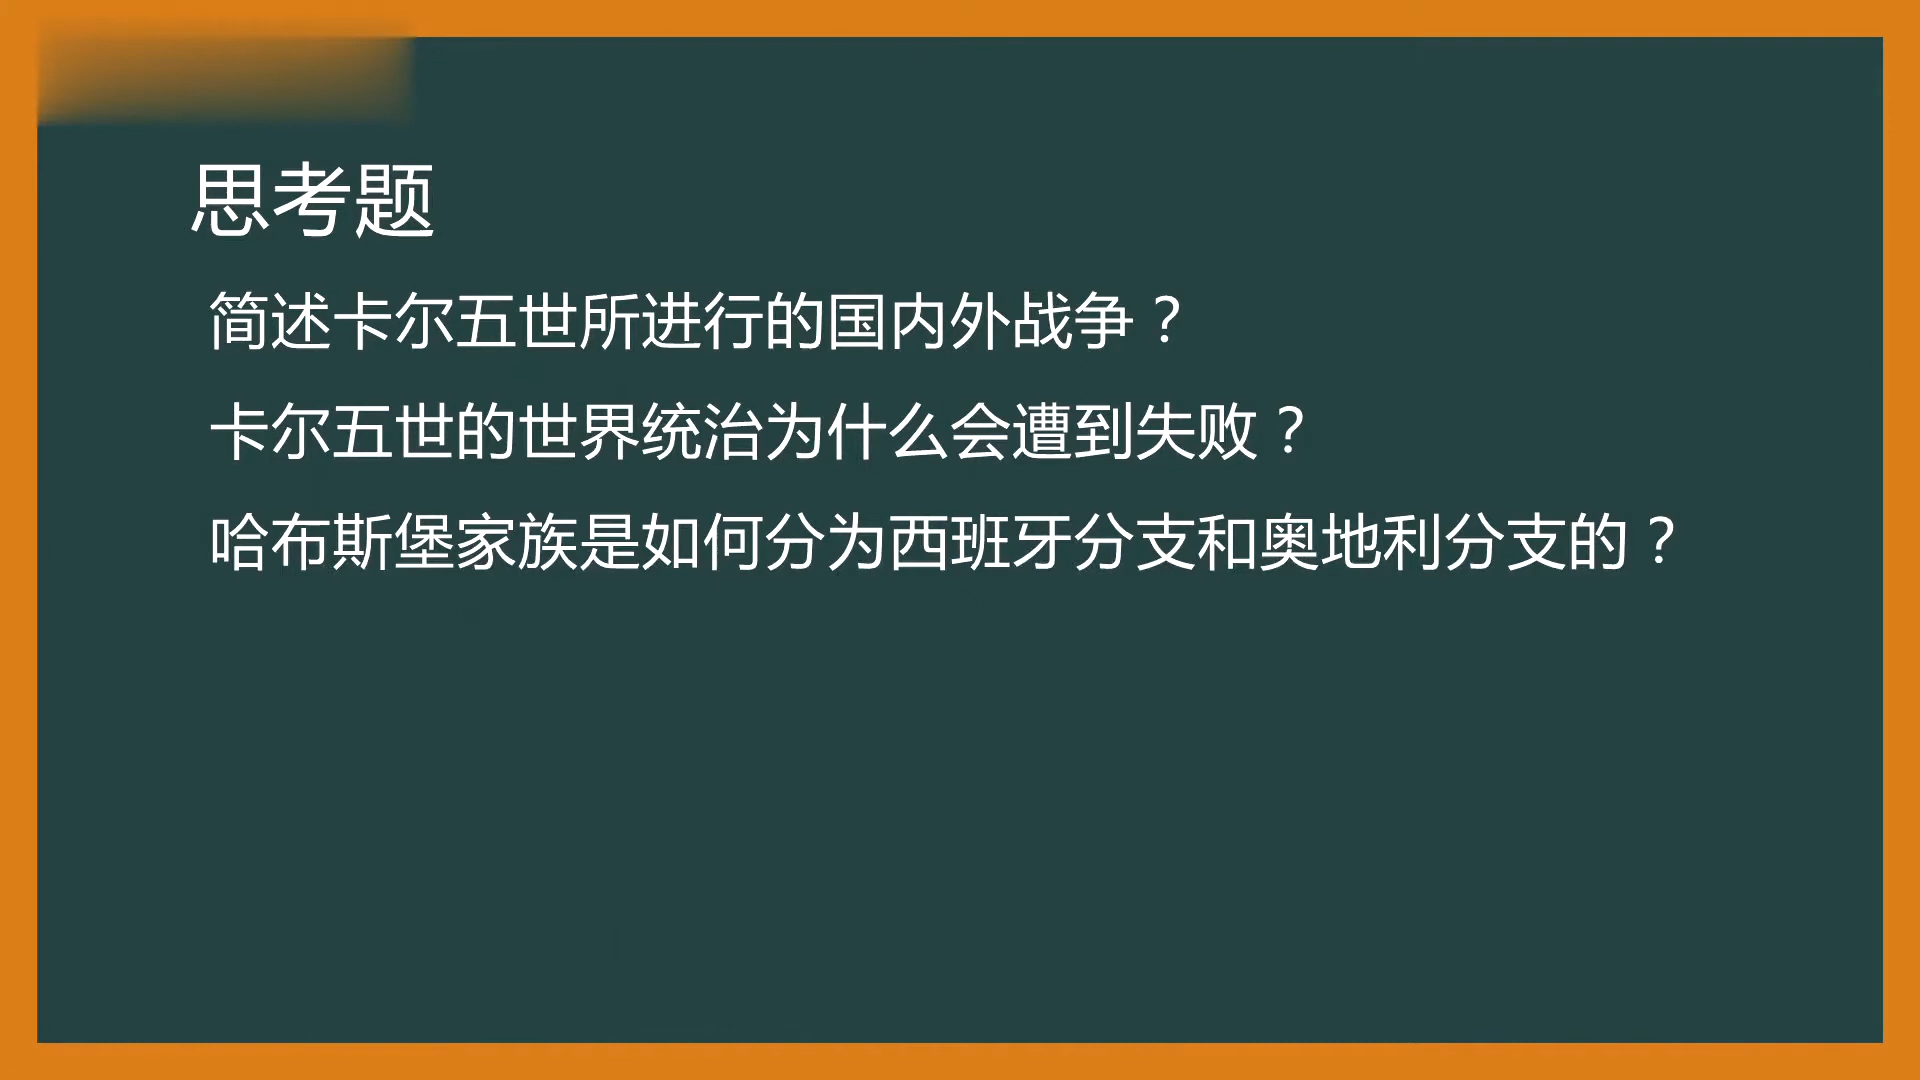 思考题
简述卡尔五世所进行的国内外战争？
卡尔五世的世界统治为什么会遭到失败？
哈布斯堡家族是如何分为西班牙分支和奥地利分支的？